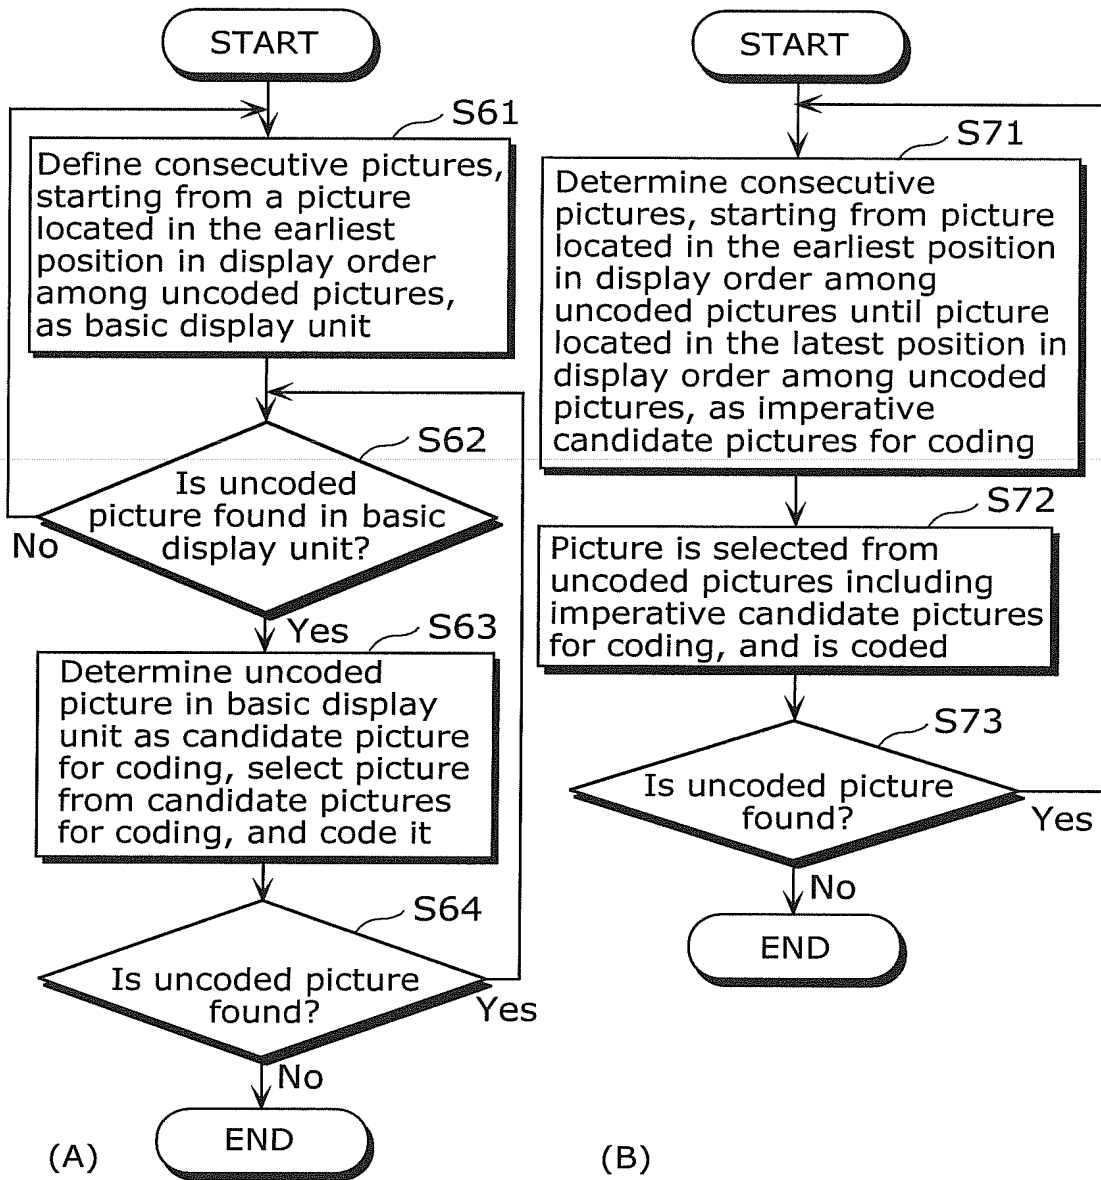 START
S61
Define consecutive pictures,
starting from a picture
located in the earliest
position in display order
among uncoded pictures,
as basic display unit
S62
Is uncoded
picture found in basic
display unit?
No
Yes
S63
Determine uncoded
picture in basic display
unit as candidate picture
for coding, select picture
from candidate pictures
for coding, and code it
S64
Is uncoded picture
found?
Yes
No
END
(A)
START
S71
Determine consecutive
pictures, starting from picture
located in the earliest position
in display order among
uncoded pictures until picture
located in the latest position in
display order among uncoded
pictures, as imperative
candidate pictures for coding
S72
Picture is selected from
uncoded pictures including
imperative candidate pictures
for coding, and is coded
S73
Is uncoded picture
found?
Yes
No
END
(B)